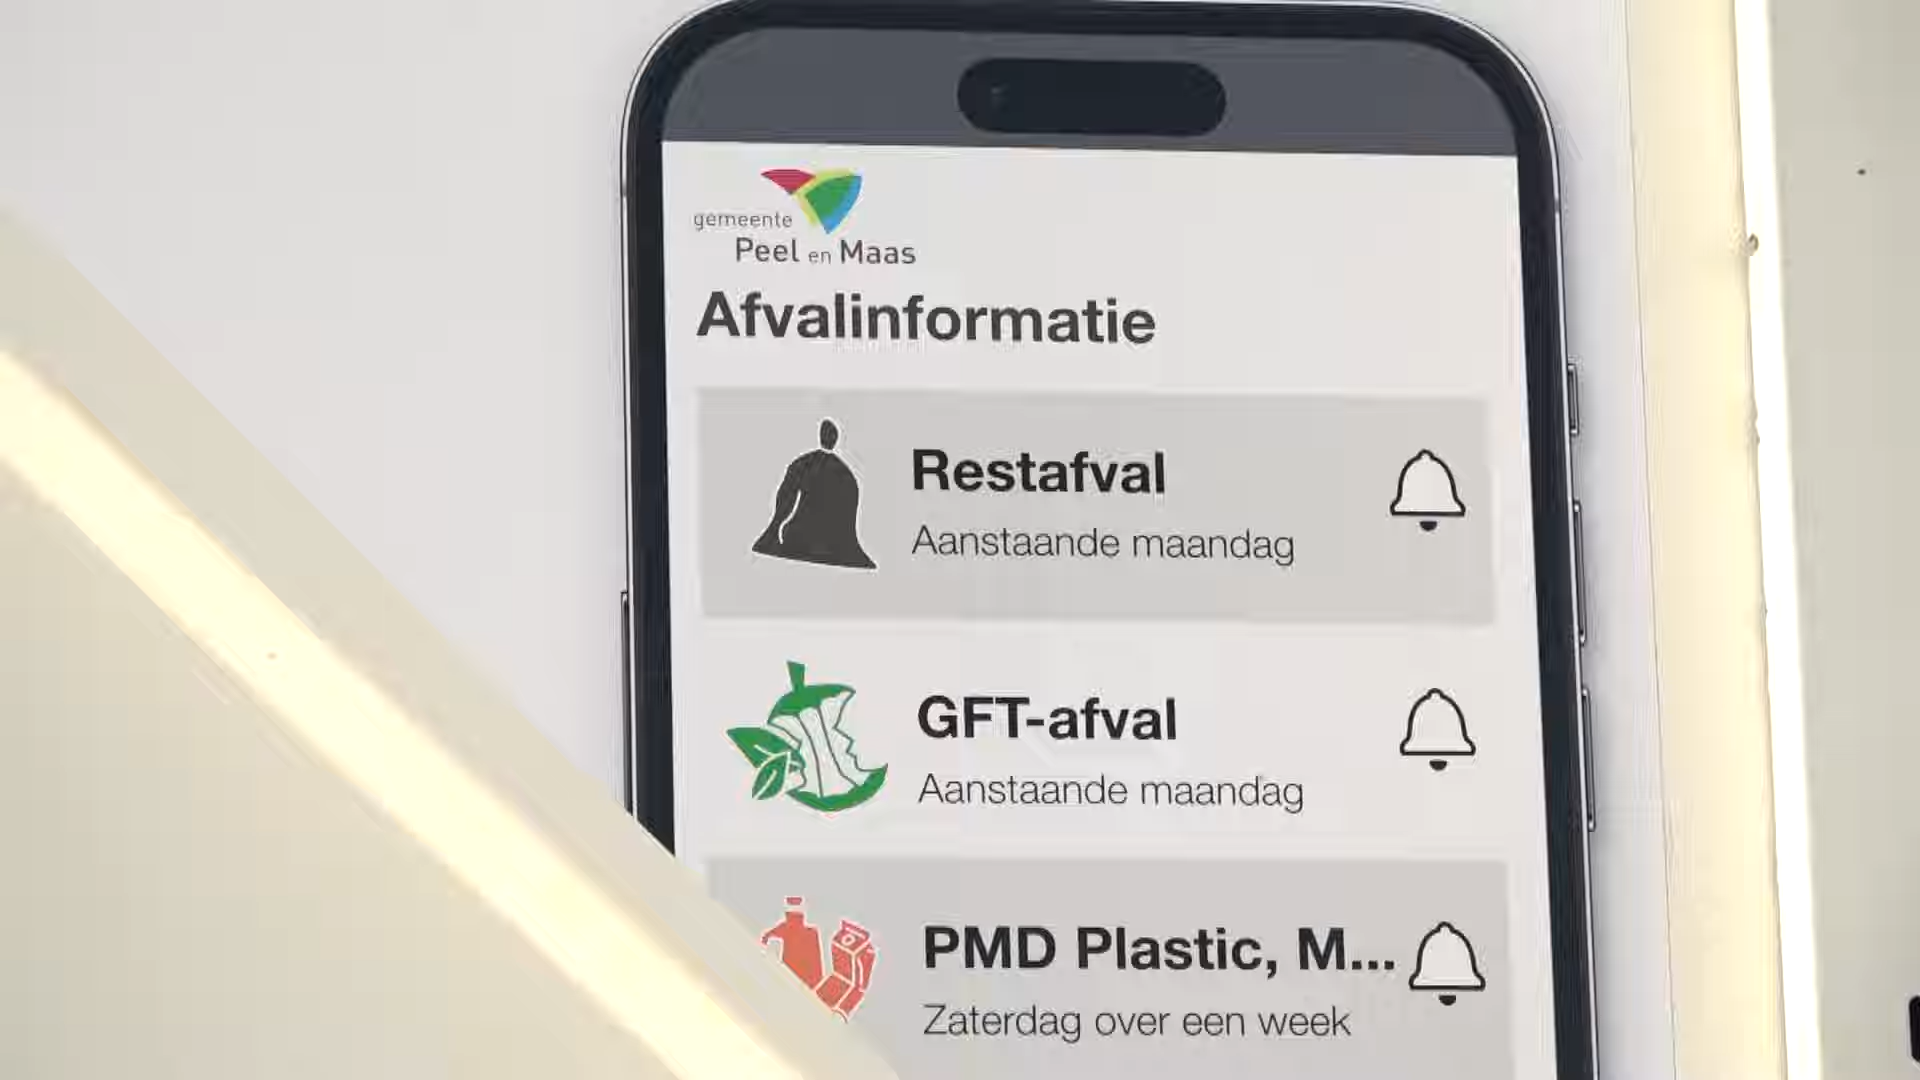 gemeente
Peel en Maas
Afvalinformatie
Restafval
Aanstaande maandag
GFT-afval
Aanstaande maandag
PMD Plastic, M...
Zaterdag over een week